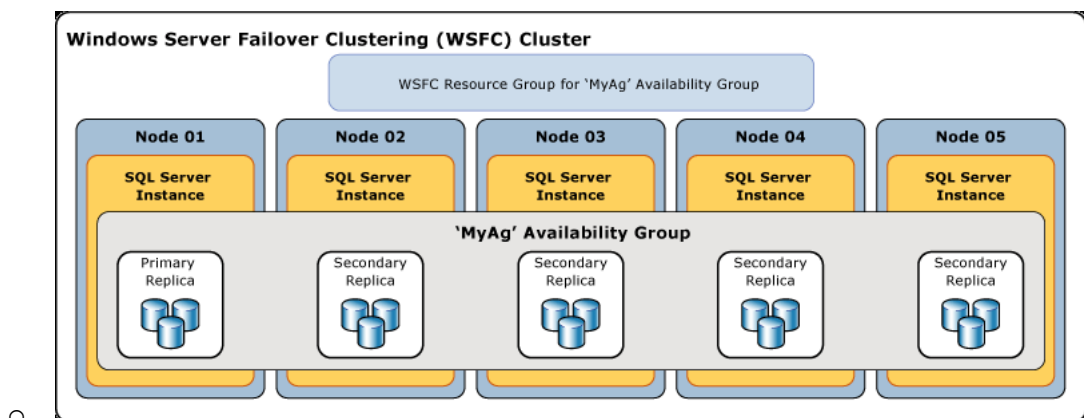 Windows Server Failover Clustering (WSFC) Cluster
WSFC Resource Group for 'MyAg' Availability Group
Node 01
Node 02
Node 03
Node 04
Node 05
SQL Server
Instance
SQL Server
Instance
SQL Server
Instance
SQL Server
Instance
SQL Server
Instance
‘MyAg’ Availability Group
Primary
Replica
Secondary
Replica
Secondary
Replica
Secondary
Replica
Secondary
Replica